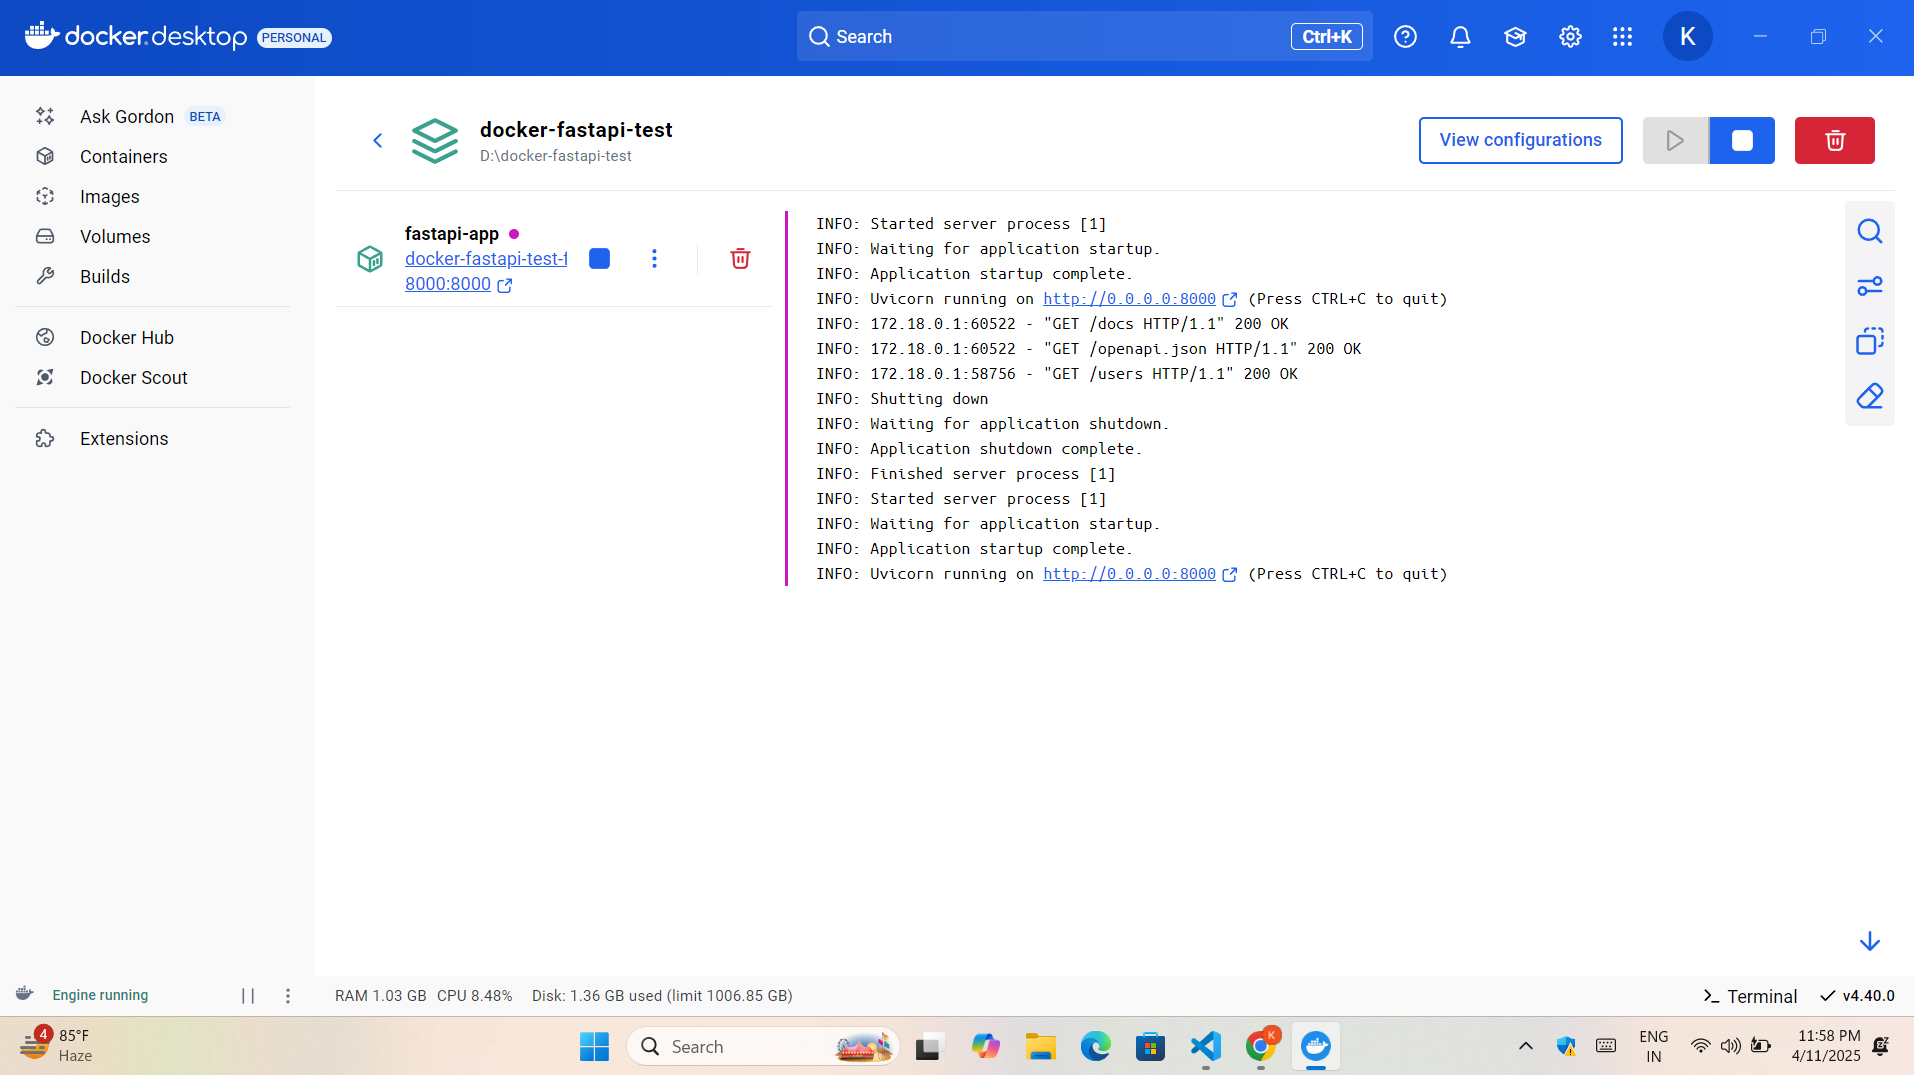 docker desktop PERSONAL
Search Ctrl+K
K
Ask Gordon BETA
Containers
Images
Volumes
Builds
Docker Hub
Docker Scout
Extensions
docker-fastapi-test
D:\docker-fastapi-test
View configurations
fastapi-app
docker-fastapi-test-f
8000:8000
INFO: Started server process [1]
INFO: Waiting for application startup.
INFO: Application startup complete.
INFO: Uvicorn running on http://0.0.0.0:8000 (Press CTRL+C to quit)
INFO: 172.18.0.1:60522 - "GET /docs HTTP/1.1" 200 OK
INFO: 172.18.0.1:60522 - "GET /openapi.json HTTP/1.1" 200 OK
INFO: 172.18.0.1:58756 - "GET /users HTTP/1.1" 200 OK
INFO: Shutting down
INFO: Waiting for application shutdown.
INFO: Application shutdown complete.
INFO: Finished server process [1]
INFO: Started server process [1]
INFO: Waiting for application startup.
INFO: Application startup complete.
INFO: Uvicorn running on http://0.0.0.0:8000 (Press CTRL+C to quit)
Engine running
RAM 1.03 GB CPU 8.48% Disk: 1.36 GB used (limit 1006.85 GB)
Terminal
v4.40.0
4
85°F
Haze
Search
K
ENG
IN
11:58 PM
4/11/2025